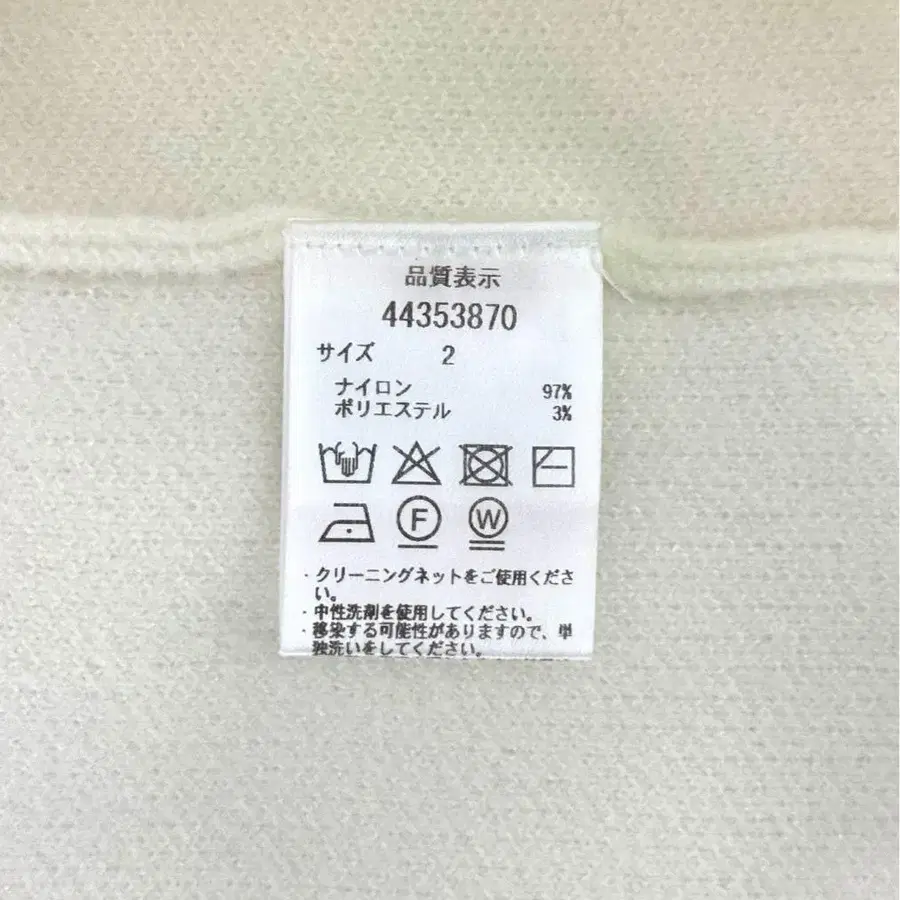 品質表示
44353870
サイズ 2
ナイロン 97%
ポリエステル 3%
F W
・クリーニングネットをご使用くださ
い。
・中性洗剤を使用してください。
・移染する可能性がありますので、単
独洗いをしてください。